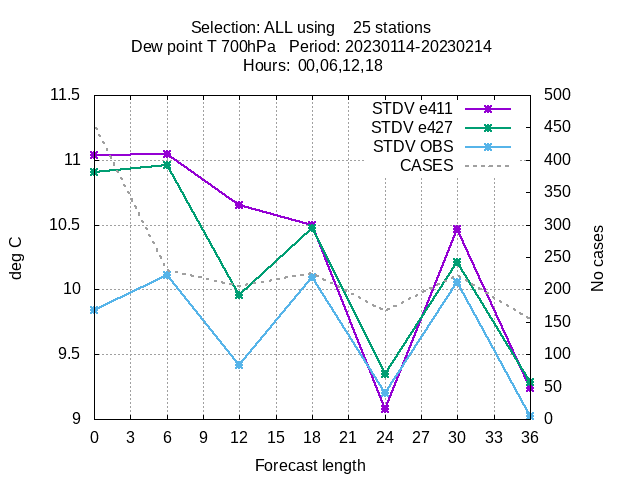 Selection: ALL using    25 stations
Dew point T 700hPa   Period: 20230114-20230214
Hours:  00,06,12,18
STDV e411
STDV e427
STDV OBS
CASES
deg C
11.5
11
10.5
10
9.5
9
No cases
500
450
400
350
300
250
200
150
100
50
0
0 3 6 9 12 15 18 21 24 27 30 33 36
Forecast length